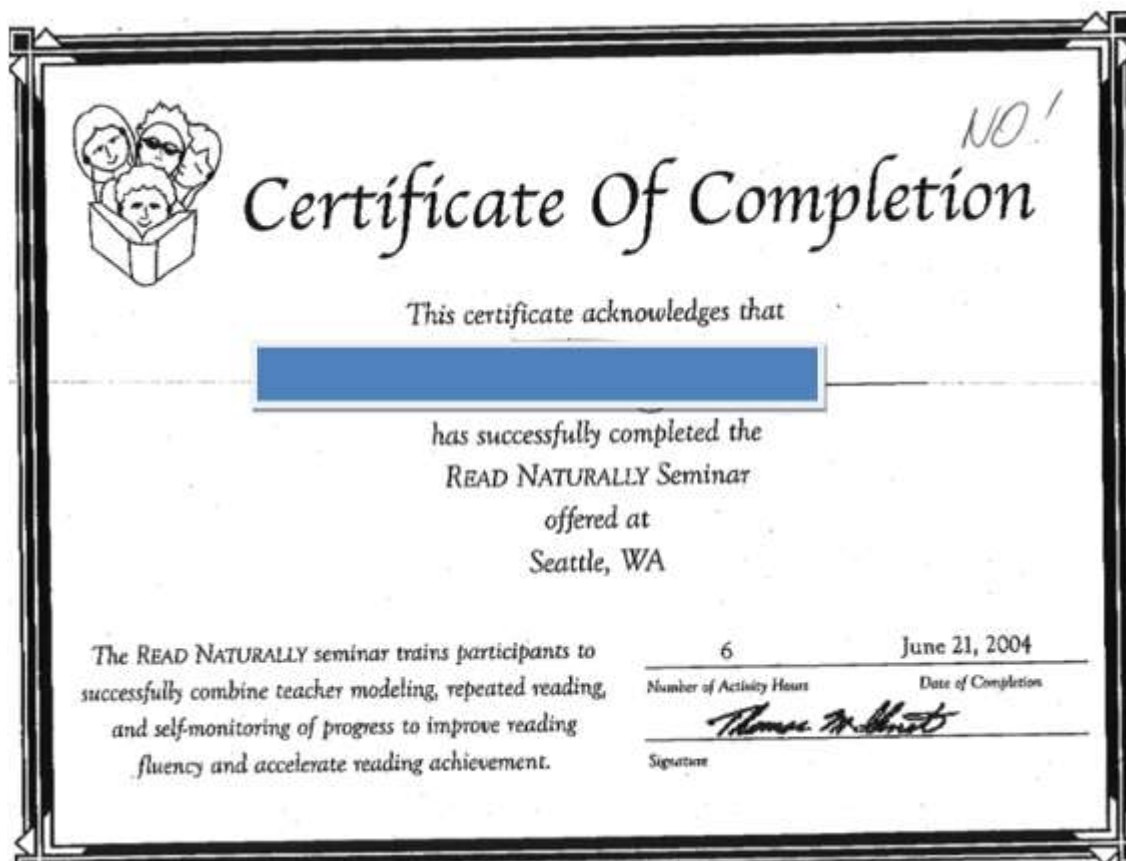 NO!
Certificate Of Completion
This certificate acknowledges that
has successfully completed the
READ NATURALLY Seminar
offered at
Seattle, WA
The READ NATURALLY seminar trains participants to
successfully combine teacher modeling, repeated reading,
and self-monitoring of progress to improve reading
fluency and accelerate reading achievement.
6 June 21, 2004
Number of Activity Hours Date of Completion
Thomas M
Signature